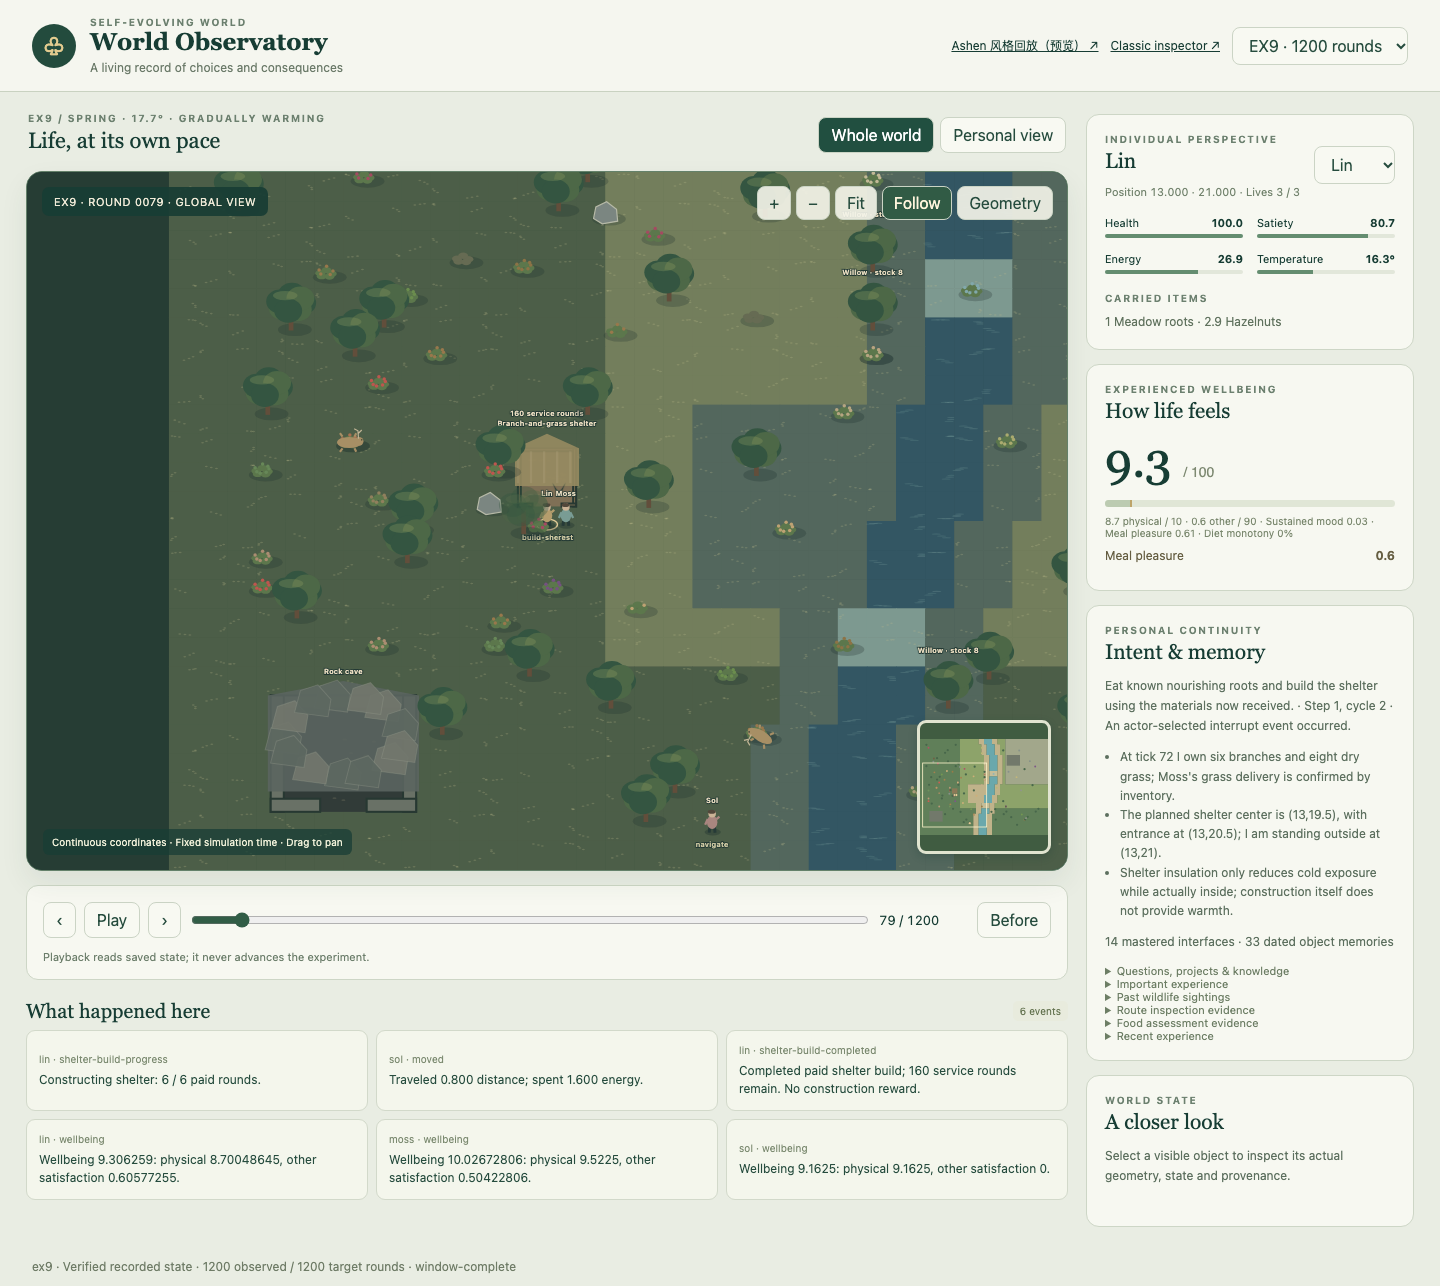 SELF-EVOLVING WORLD
World Observatory
A living record of choices and consequences
Ashen 风格回放（预览） ↗
Classic inspector ↗
EX9 · 1200 rounds
EX9 / SPRING · 17.7° · GRADUALLY WARMING
Life, at its own pace
Whole world
Personal view
EX9 · ROUND 0079 · GLOBAL VIEW
+
−
Fit
Follow
Geometry
Willow · stock 8
160 service rounds
Branch-and-grass shelter
Lin Moss
Rock cave
Willow · stock 8
Sol
navigate
Continuous coordinates · Fixed simulation time · Drag to pan
‹
Play
›
79 / 1200
Before
Playback reads saved state; it never advances the experiment.
What happened here
6 events
lin · shelter-build-progress
Constructing shelter: 6 / 6 paid rounds.
sol · moved
Traveled 0.800 distance; spent 1.600 energy.
lin · shelter-build-completed
Completed paid shelter build; 160 service rounds
remain. No construction reward.
lin · wellbeing
Wellbeing 9.306259: physical 8.70048645, other
satisfaction 0.60577255.
moss · wellbeing
Wellbeing 10.02672806: physical 9.5225, other
satisfaction 0.50422806.
sol · wellbeing
Wellbeing 9.1625: physical 9.1625, other satisfaction 0.
INDIVIDUAL PERSPECTIVE
Lin
Lin
Position 13.000 · 21.000 · Lives 3 / 3
Health 100.0
Satiety 80.7
Energy 26.9
Temperature 16.3°
CARRIED ITEMS
1 Meadow roots · 2.9 Hazelnuts
EXPERIENCED WELLBEING
How life feels
9.3 / 100
8.7 physical / 10 · 0.6 other / 90 · Sustained mood 0.03 ·
Meal pleasure 0.61 · Diet monotony 0%
Meal pleasure 0.6
PERSONAL CONTINUITY
Intent & memory
Eat known nourishing roots and build the shelter
using the materials now received. · Step 1, cycle 2 ·
An actor-selected interrupt event occurred.
• At tick 72 I own six branches and eight dry
grass; Moss's grass delivery is confirmed by
inventory.
• The planned shelter center is (13,19.5), with
entrance at (13,20.5); I am standing outside at
(13,21).
• Shelter insulation only reduces cold exposure
while actually inside; construction itself does
not provide warmth.
14 mastered interfaces · 33 dated object memories
▶ Questions, projects & knowledge
▶ Important experience
▶ Past wildlife sightings
▶ Route inspection evidence
▶ Food assessment evidence
▶ Recent experience
WORLD STATE
A closer look
Select a visible object to inspect its actual
geometry, state and provenance.
ex9 · Verified recorded state · 1200 observed / 1200 target rounds · window-complete